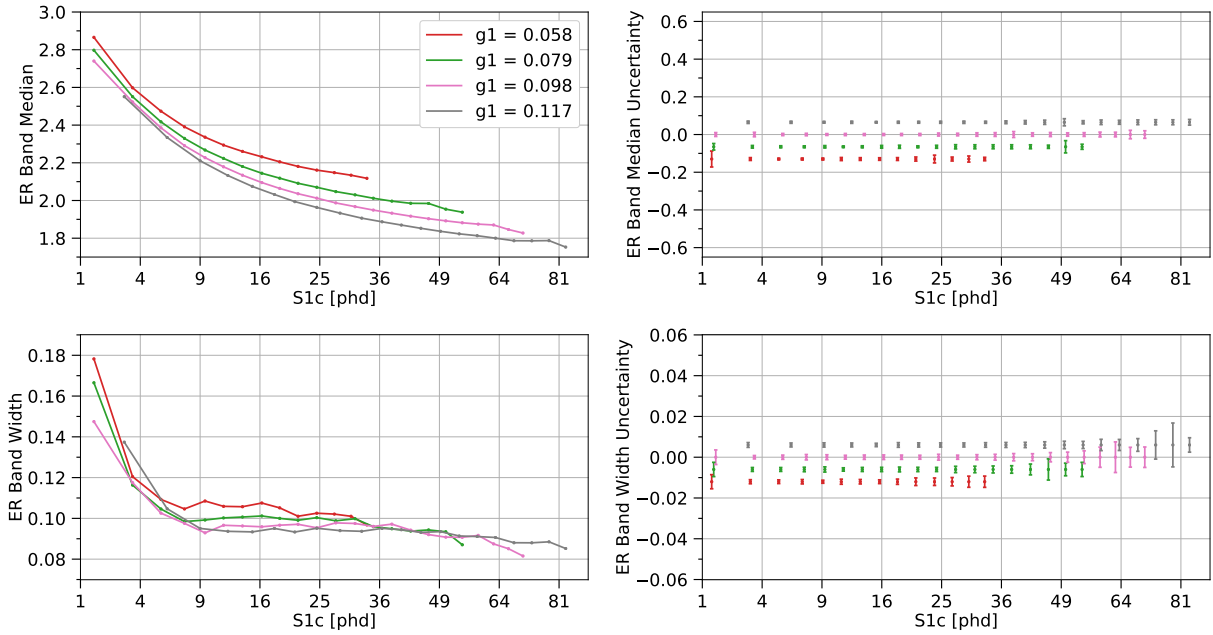 ER Band Median
3.0
2.8
2.6
2.4
2.2
2.0
1.8
1 4 9 16 25 36 49 64 81
S1c [phd]
g1 = 0.058
g1 = 0.079
g1 = 0.098
g1 = 0.117
ER Band Median Uncertainty
0.6
0.4
0.2
0.0
−0.2
−0.4
−0.6
1 4 9 16 25 36 49 64 81
S1c [phd]
ER Band Width
0.18
0.16
0.14
0.12
0.10
0.08
1 4 9 16 25 36 49 64 81
S1c [phd]
ER Band Width Uncertainty
0.06
0.04
0.02
0.00
−0.02
−0.04
−0.06
1 4 9 16 25 36 49 64 81
S1c [phd]